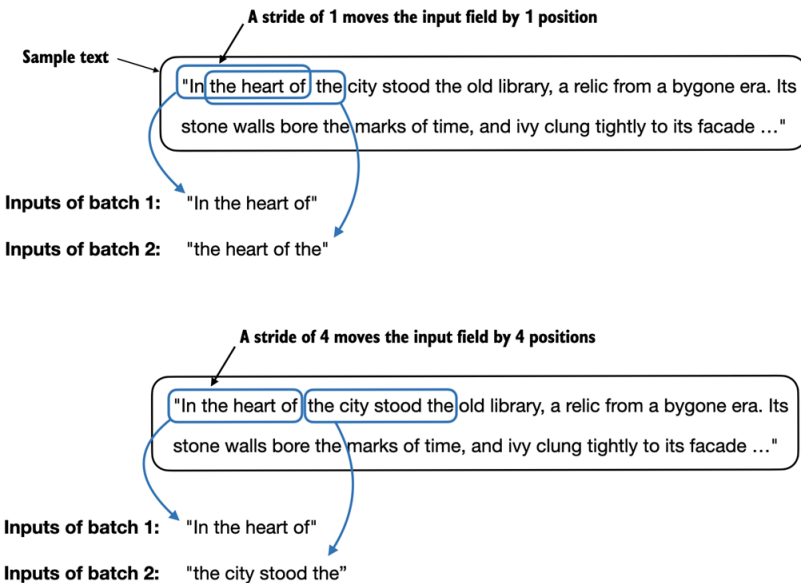 A stride of 1 moves the input field by 1 position
Sample text
"In the heart of the city stood the old library, a relic from a bygone era. Its
stone walls bore the marks of time, and ivy clung tightly to its facade ..."
Inputs of batch 1: "In the heart of"
Inputs of batch 2: "the heart of the"
A stride of 4 moves the input field by 4 positions
"In the heart of the city stood the old library, a relic from a bygone era. Its
stone walls bore the marks of time, and ivy clung tightly to its facade ..."
Inputs of batch 1: "In the heart of"
Inputs of batch 2: "the city stood the”